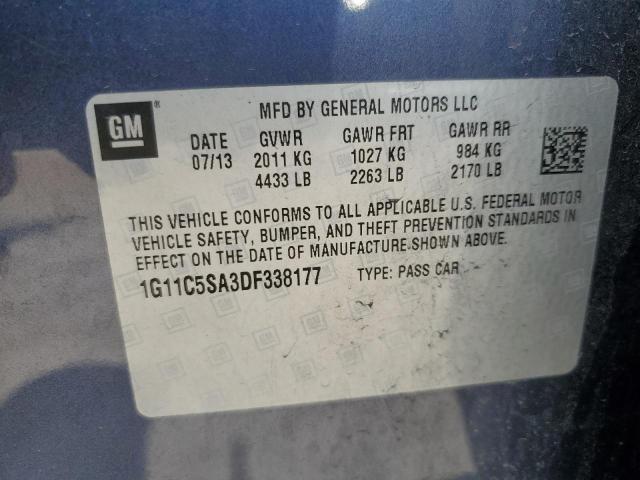 GM®
MFD BY GENERAL MOTORS LLC
DATE GVWR GAWR FRT GAWR RR
07/13 2011 KG 1027 KG 984 KG
4433 LB 2263 LB 2170 LB
THIS VEHICLE CONFORMS TO ALL APPLICABLE U.S. FEDERAL MOTOR
VEHICLE SAFETY, BUMPER, AND THEFT PREVENTION STANDARDS IN
EFFECT ON THE DATE OF MANUFACTURE SHOWN ABOVE.
1G11C5SA3DF338177 TYPE: PASS CAR